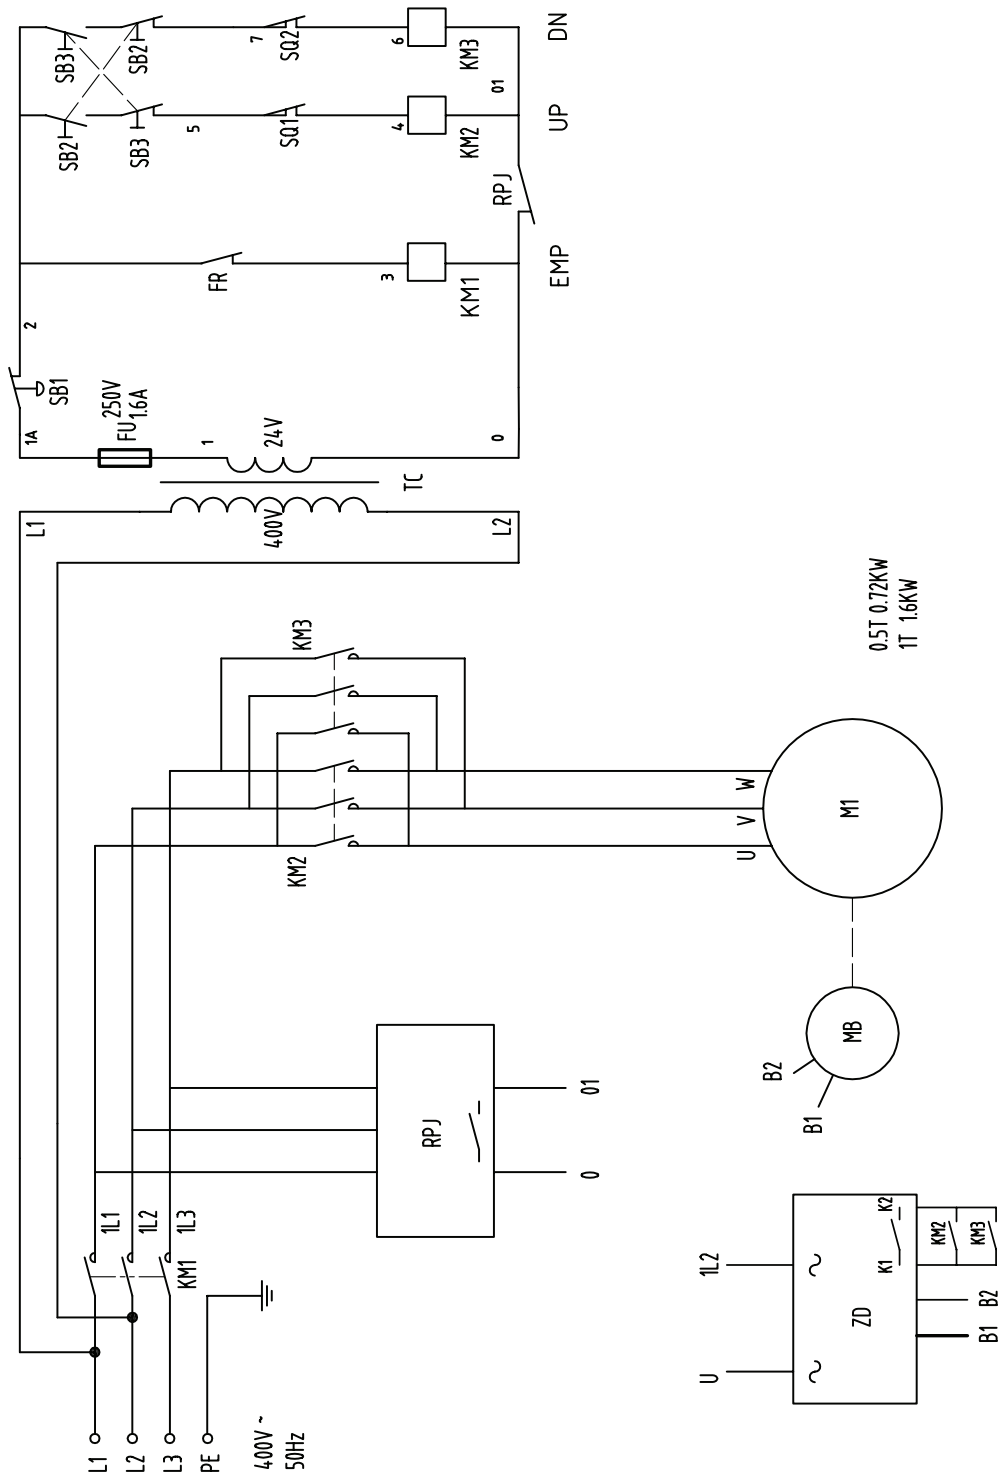 L1
L2
L3
PE
400V ~
50Hz
1L1
1L2
1L3
KM1
RPJ
0
01
KM2
KM3
U
V
W
M1
MB
B1
B2
0.5T 0.72KW
1T 1.6KW
U
1L2
ZD
K1
K2
KM2
KM3
B1
B2
L1
400V
L2
TC
1A
FU
250V
1.6A
1
24V
0
SB1
2
FR
3
KM1
EMP
RPJ
SB2
SB3
5
SQ1
4
KM2
UP
01
SB3
SB2
7
SQ2
6
KM3
DN